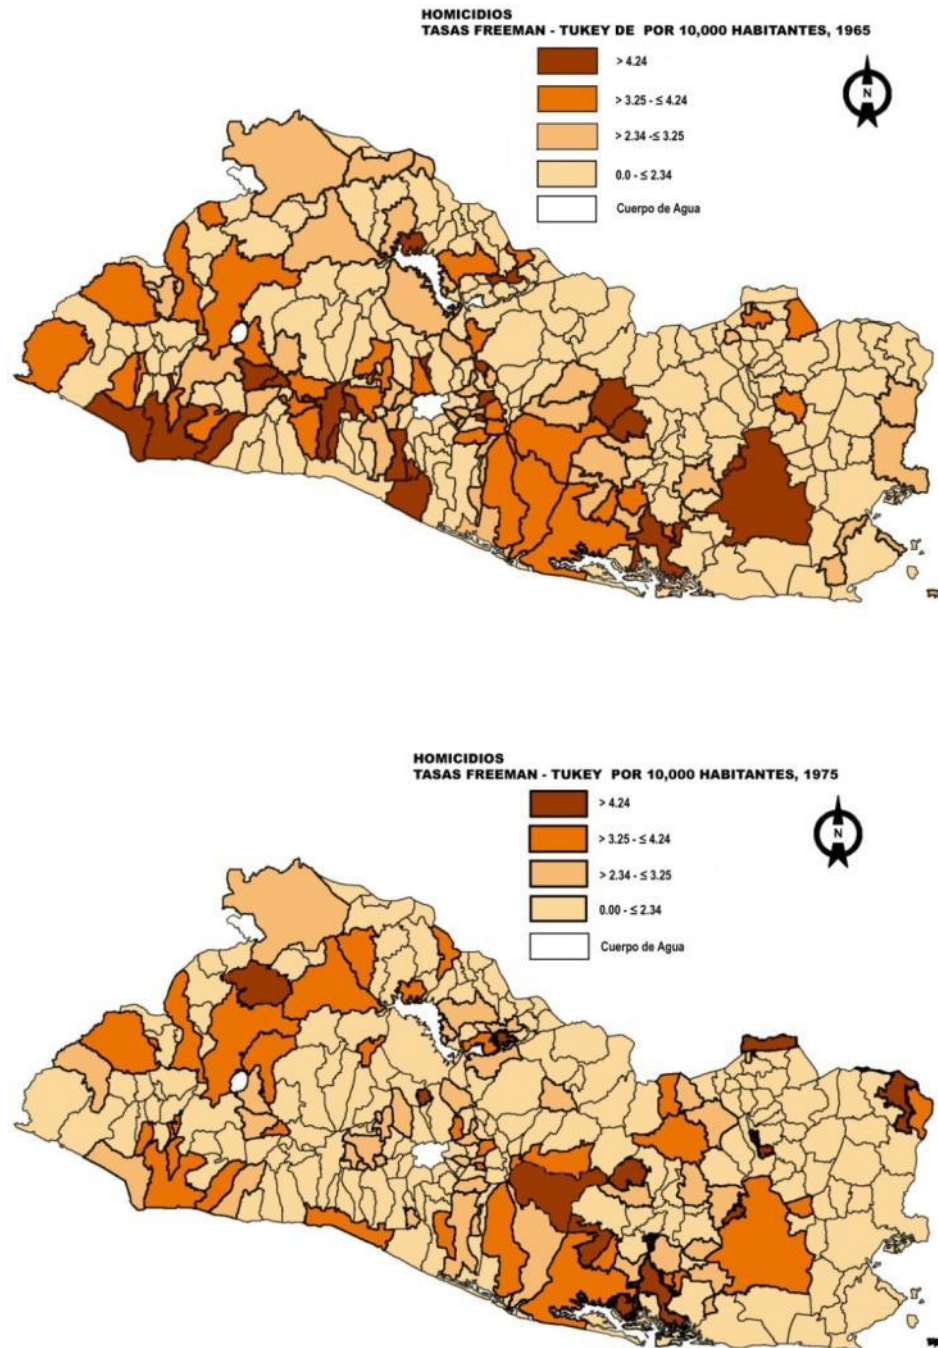 HOMICIDIOS
TASAS FREEMAN - TUKEY DE POR 10,000 HABITANTES, 1965
> 4.24
> 3.25 - ≤ 4.24
> 2.34 -≤ 3.25
0.0 - ≤ 2.34
Cuerpo de Agua
N
HOMICIDIOS
TASAS FREEMAN - TUKEY POR 10,000 HABITANTES, 1975
> 4.24
> 3.25 - ≤ 4.24
> 2.34 - ≤ 3.25
0.00 - ≤ 2.34
Cuerpo de Agua
N